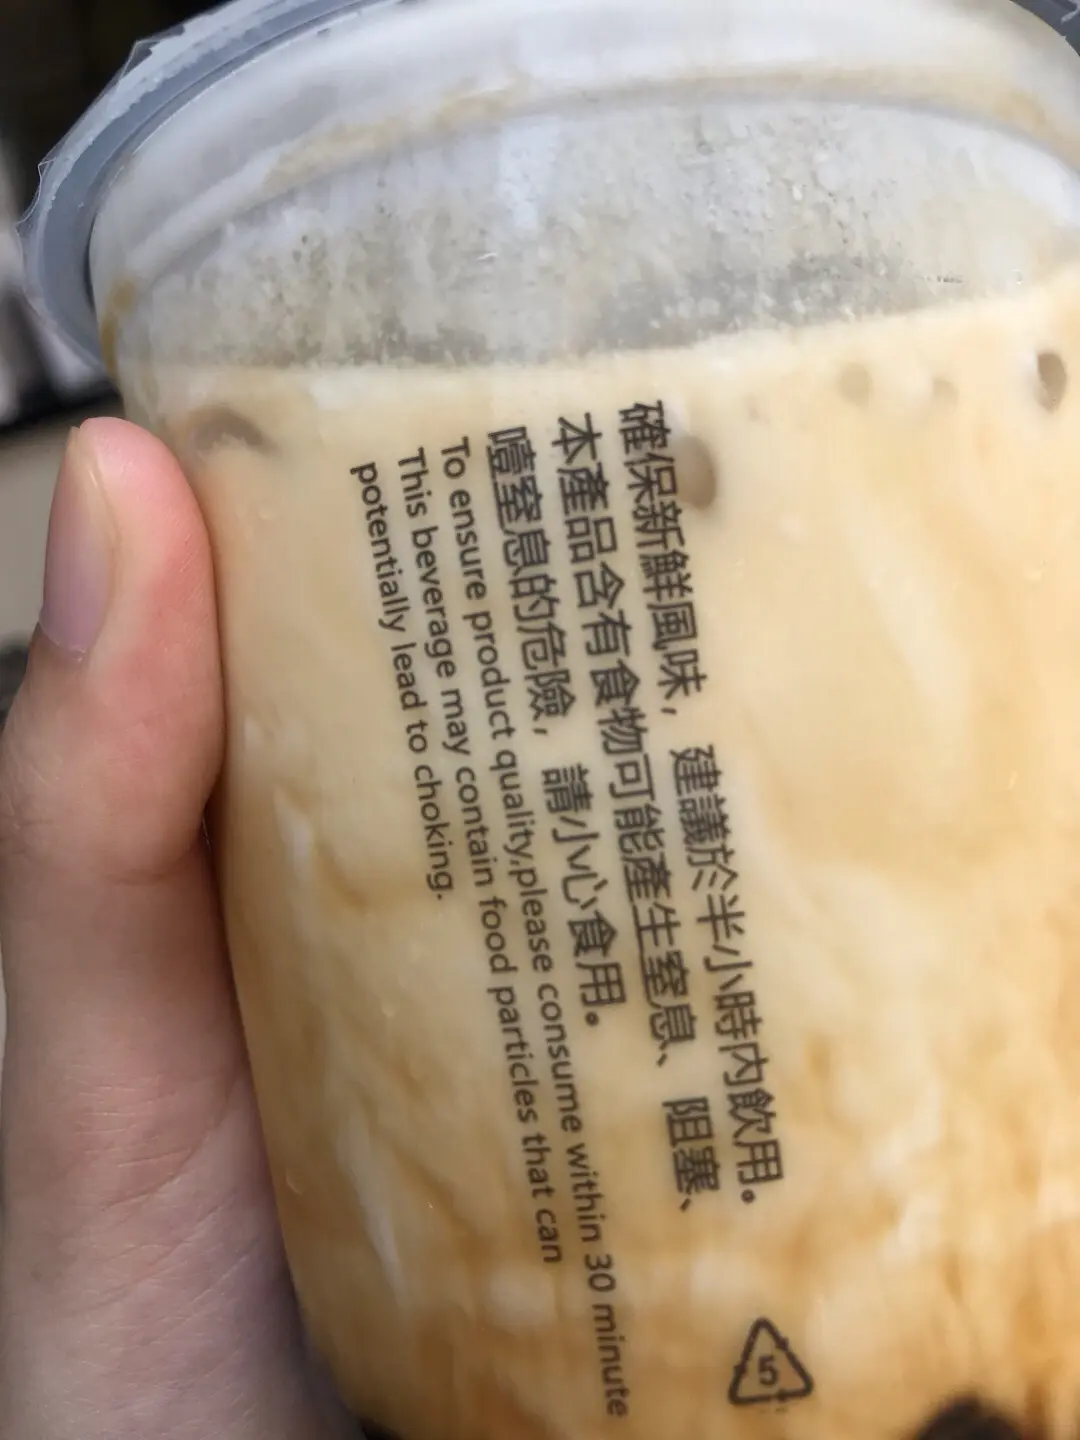 確保新鮮風味，建議於半小時內飲用。
本產品含有食物可能產生窒息、阻塞、
噎窒息的危險，請小心食用。
To ensure product quality,please consume within 30 minute
This beverage may contain food particles that can
potentially lead to choking.
5